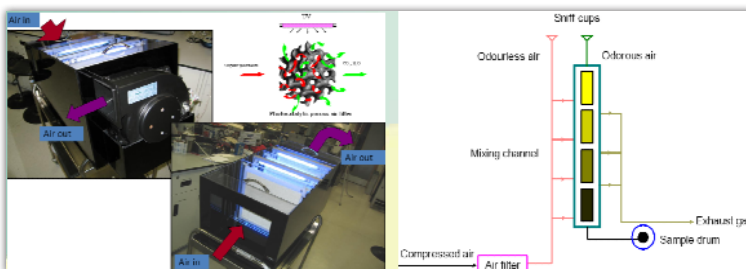 Air in
Air out
UV
Photocatalytic porous air filter
Air out
Air in
Sniff cups
Odourless air
Odorous air
Mixing channel
Exhaust ga
Sample drum
Compressed air
Air filter